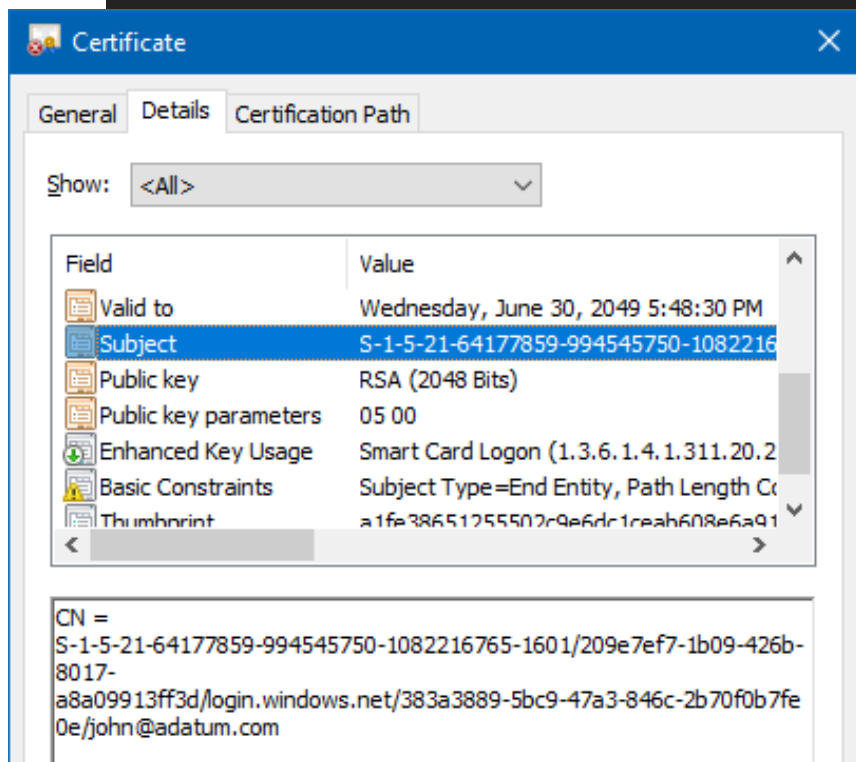 Certificate
General Details Certification Path
Show: <All>
Field Value
Valid to Wednesday, June 30, 2049 5:48:30 PM
Subject S-1-5-21-64177859-994545750-1082216
Public key RSA (2048 Bits)
Public key parameters 05 00
Enhanced Key Usage Smart Card Logon (1.3.6.1.4.1.311.20.2
Basic Constraints Subject Type=End Entity, Path Length Co
Thumbprint a1fe38651255502c9e6dc1ceab608e6a91
CN =
S-1-5-21-64177859-994545750-1082216765-1601/209e7ef7-1b09-426b-
8017-
a8a09913ff3d/login.windows.net/383a3889-5bc9-47a3-846c-2b70f0b7fe
0e/john@adatum.com